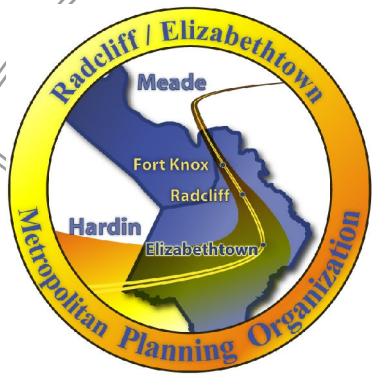 Radcliff / Elizabethtown
Meade
Fort Knox
Radcliff
Hardin
Elizabethtown
Metropolitan Planning Organization